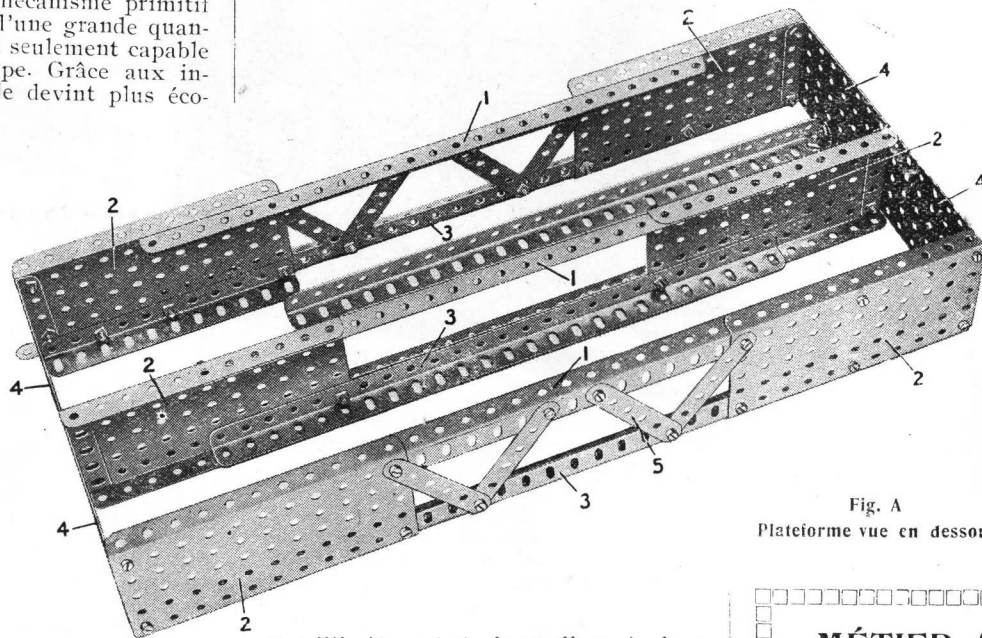 mécanisme primitif
d'une grande quan-
seulement capable
pe. Grâce aux in-
e devint plus éco-
2
4
1
2
2
4
3
1
3
1
4
2
2
5
3
4
2
Fig. A
Plateforme vue en dessou
MÉTIER